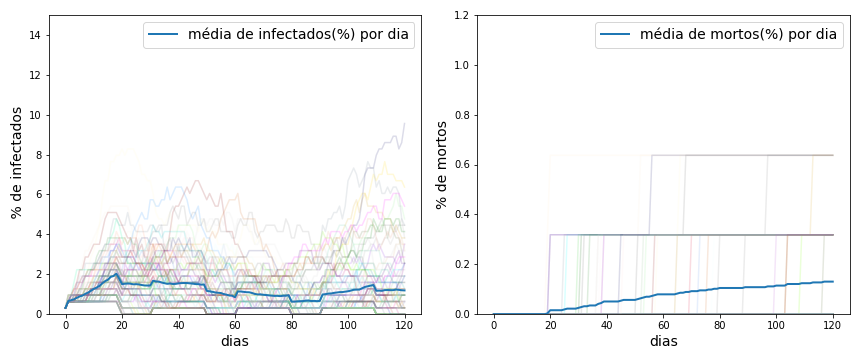 média de infectados(%) por dia
% de infectados
14
12
10
8
6
4
2
0
0 20 40 60 80 100 120
dias
média de mortos(%) por dia
% de mortos
1.2
1.0
0.8
0.6
0.4
0.2
0.0
0 20 40 60 80 100 120
dias